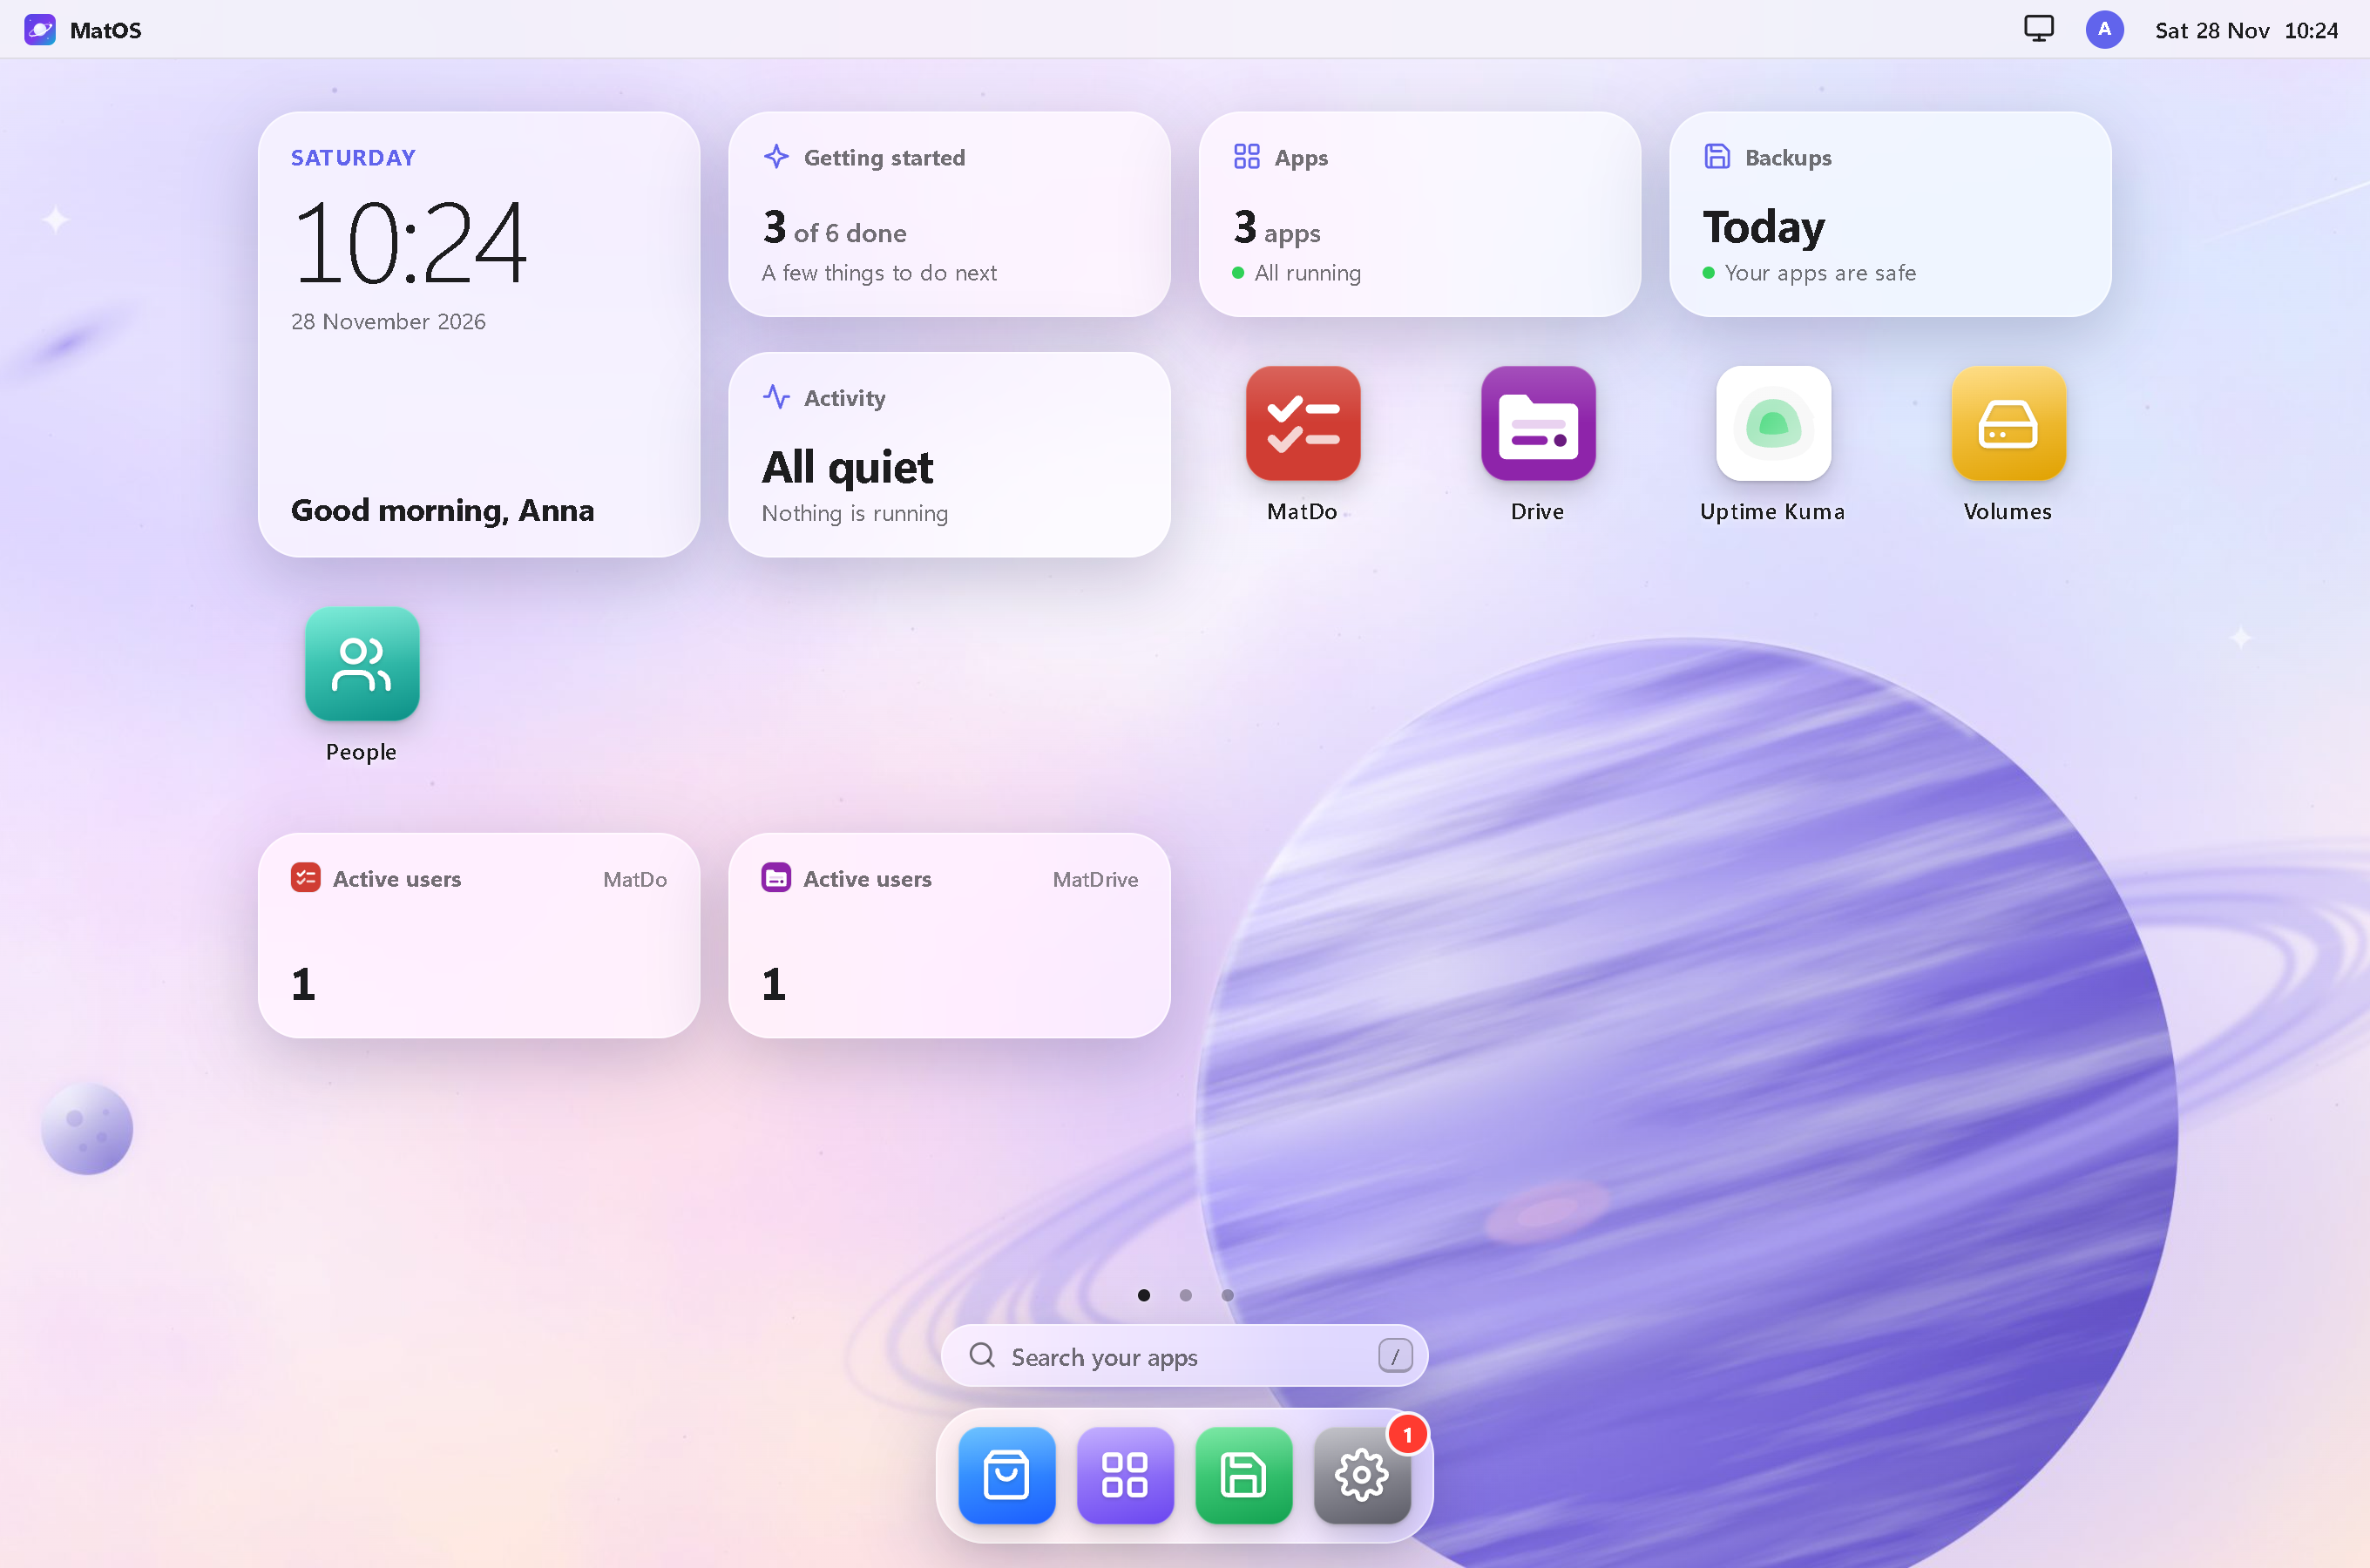 MatOS
A
Sat 28 Nov 10:24
SATURDAY
10:24
28 November 2026
Good morning, Anna
Getting started
3 of 6 done
A few things to do next
Apps
3 apps
All running
Backups
Today
Your apps are safe
Activity
All quiet
Nothing is running
MatDo
Drive
Uptime Kuma
Volumes
People
Active users
MatDo
1
Active users
MatDrive
1
Search your apps
/
1